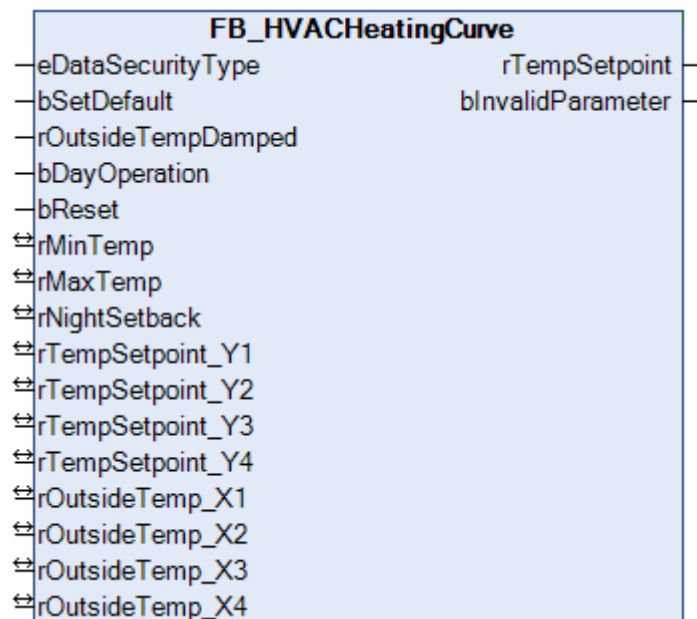 FB_HVACHeatingCurve
eDataSecurityType rTempSetpoint
bSetDefault bInvalidParameter
rOutsideTempDamped
bDayOperation
bReset
rMinTemp
rMaxTemp
rNightSetback
rTempSetpoint_Y1
rTempSetpoint_Y2
rTempSetpoint_Y3
rTempSetpoint_Y4
rOutsideTemp_X1
rOutsideTemp_X2
rOutsideTemp_X3
rOutsideTemp_X4